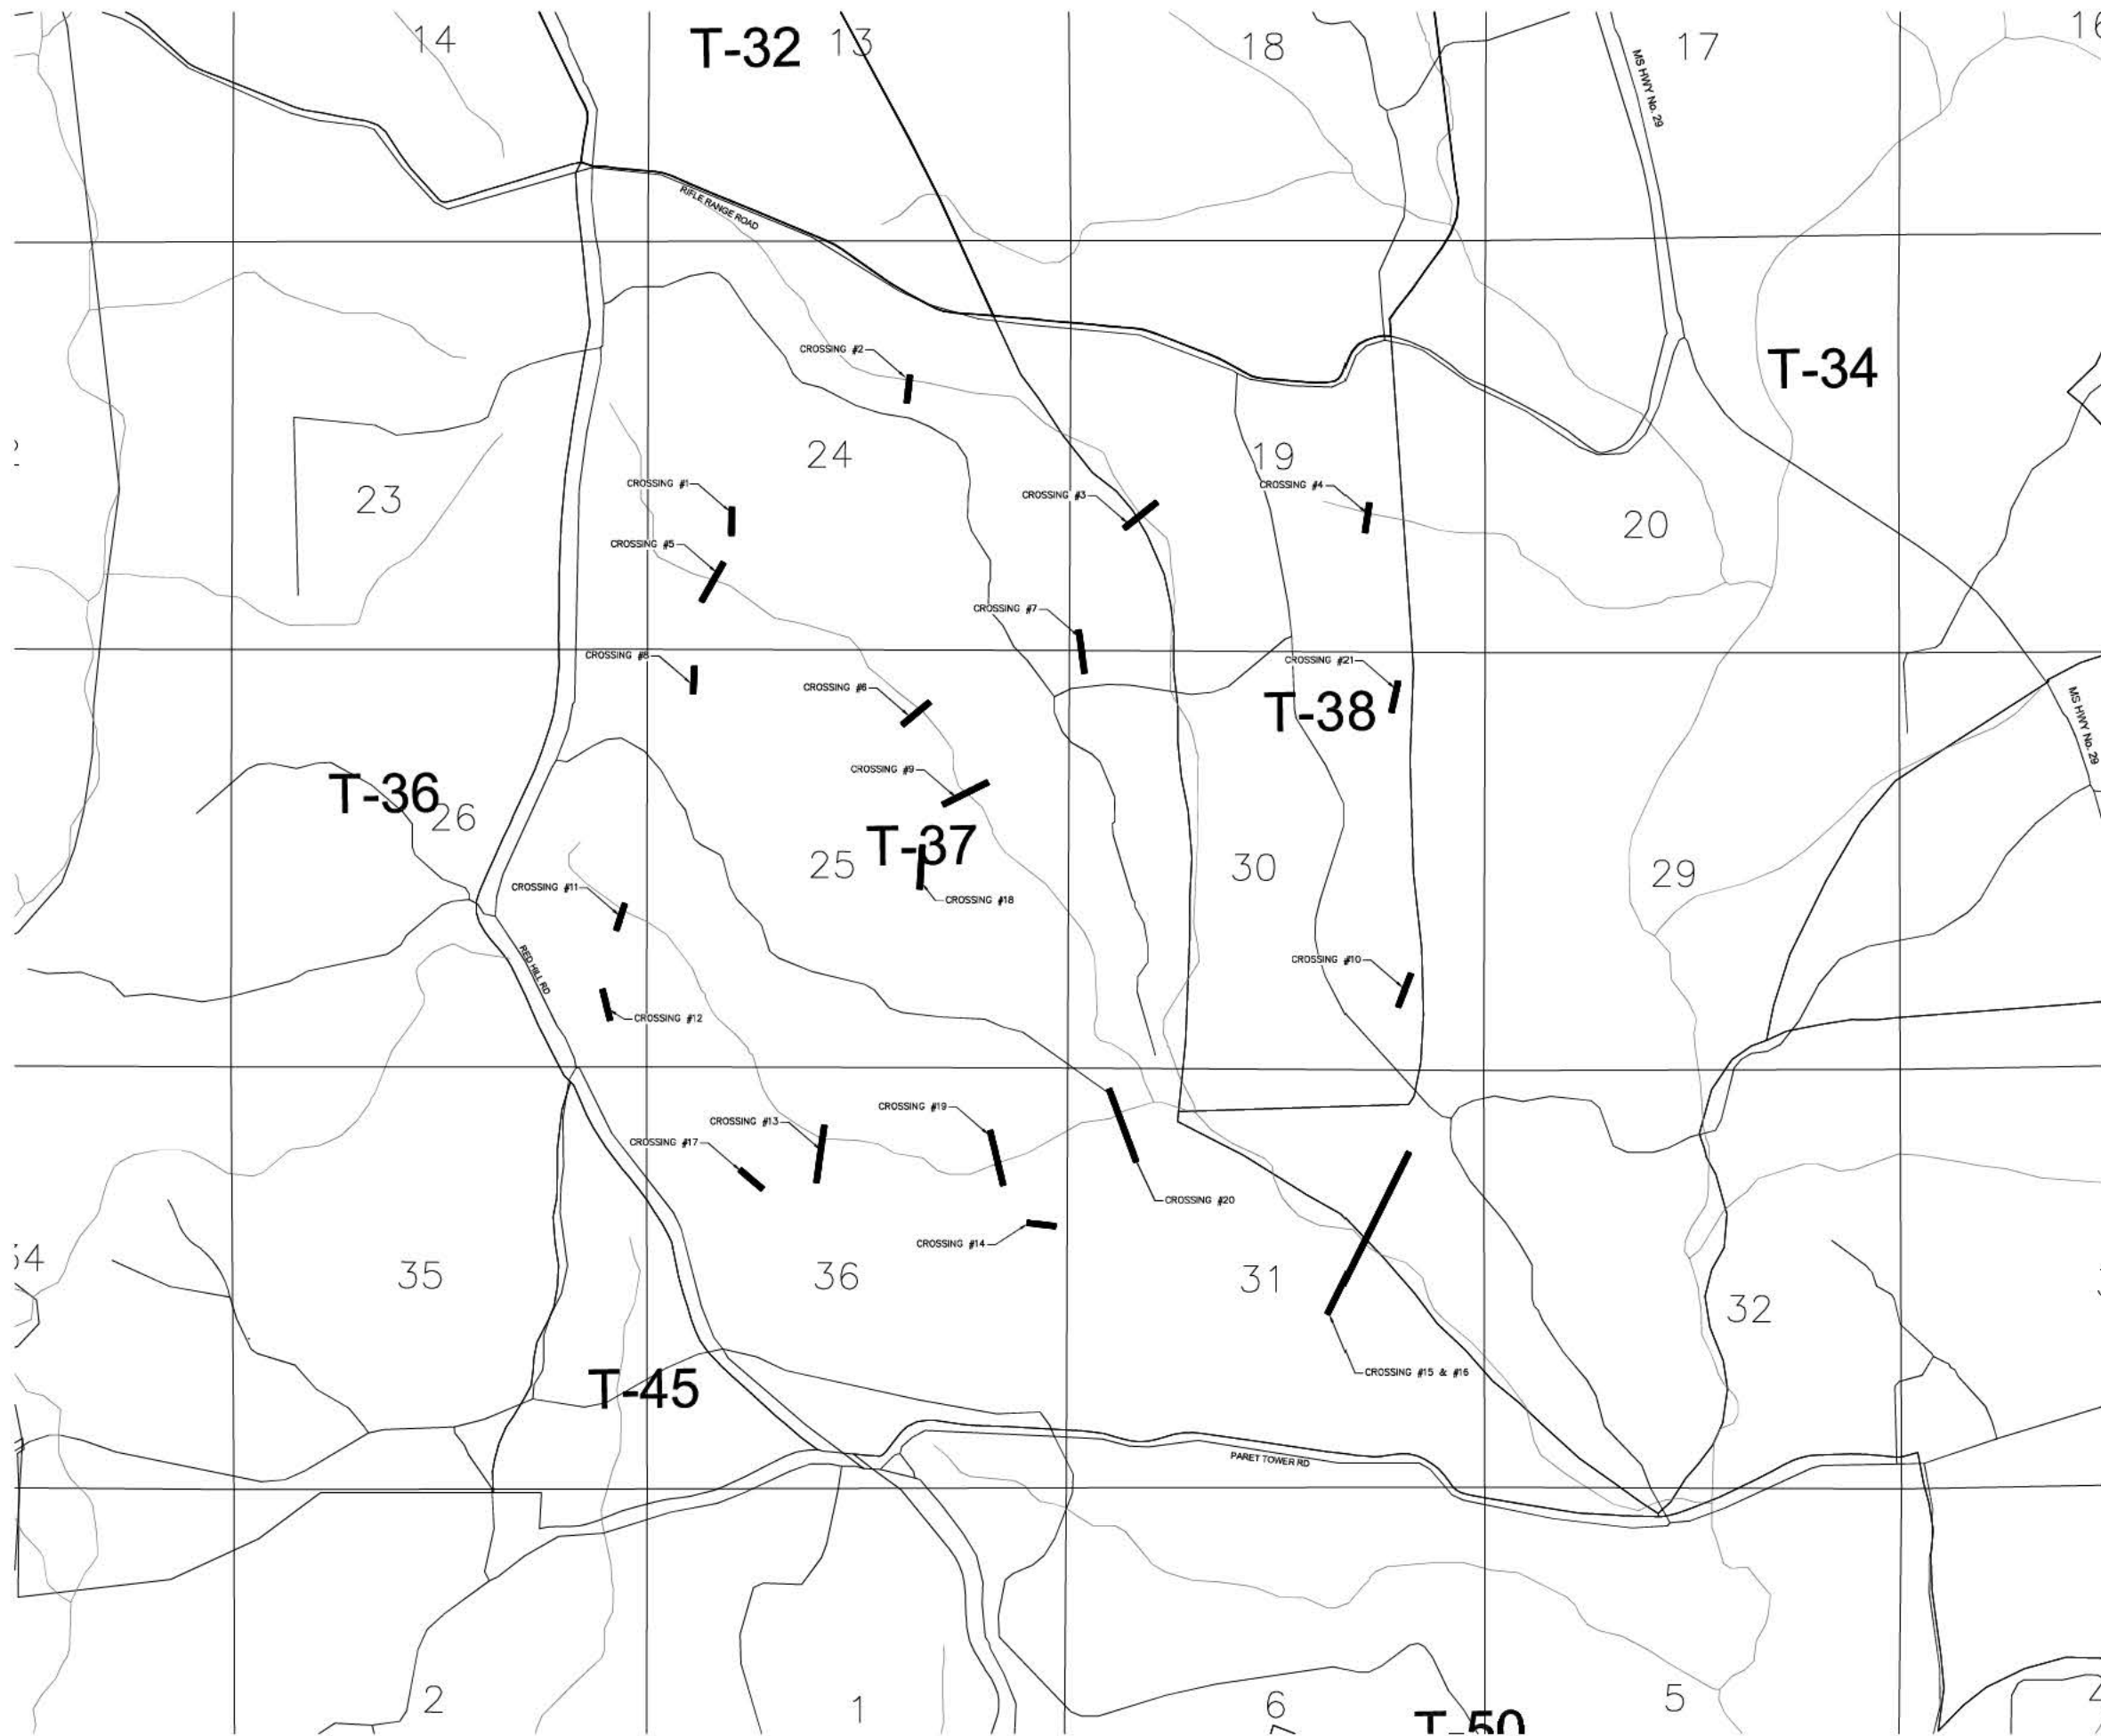 14
T-32
13
18
17
MS HWY No. 29
RIFLE RANGE ROAD
CROSSING #2
T-34
24
19
23
CROSSING #1
CROSSING #3
CROSSING #4
20
CROSSING #5
CROSSING #7
CROSSING #8
CROSSING #21
CROSSING #6
T-38
MS HWY No. 29
CROSSING #9
T-36
26
T-37
25
30
29
CROSSING #11
CROSSING #18
RED HILL RD
CROSSING #10
CROSSING #12
CROSSING #19
CROSSING #13
CROSSING #17
CROSSING #20
CROSSING #14
35
36
31
32
CROSSING #15 & #16
T-45
PARET TOWER RD
2
1
6
5
T-50